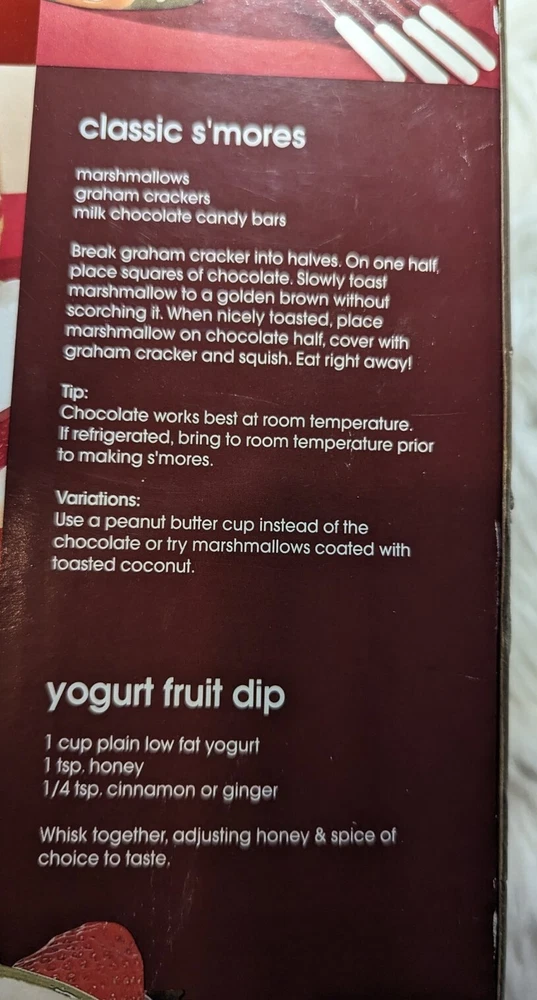 classic s'mores
marshmallows
graham crackers
milk chocolate candy bars
Break graham cracker into halves. On one half,
place squares of chocolate. Slowly toast
marshmallow to a golden brown without
scorching it. When nicely toasted, place
marshmallow on chocolate half, cover with
graham cracker and squish. Eat right away!
Tip:
Chocolate works best at room temperature.
If refrigerated, bring to room temperature prior
to making s'mores.
Variations:
Use a peanut butter cup instead of the
chocolate or try marshmallows coated with
toasted coconut.
yogurt fruit dip
1 cup plain low fat yogurt
1 tsp. honey
1/4 tsp. cinnamon or ginger
Whisk together, adjusting honey & spice of
choice to taste.